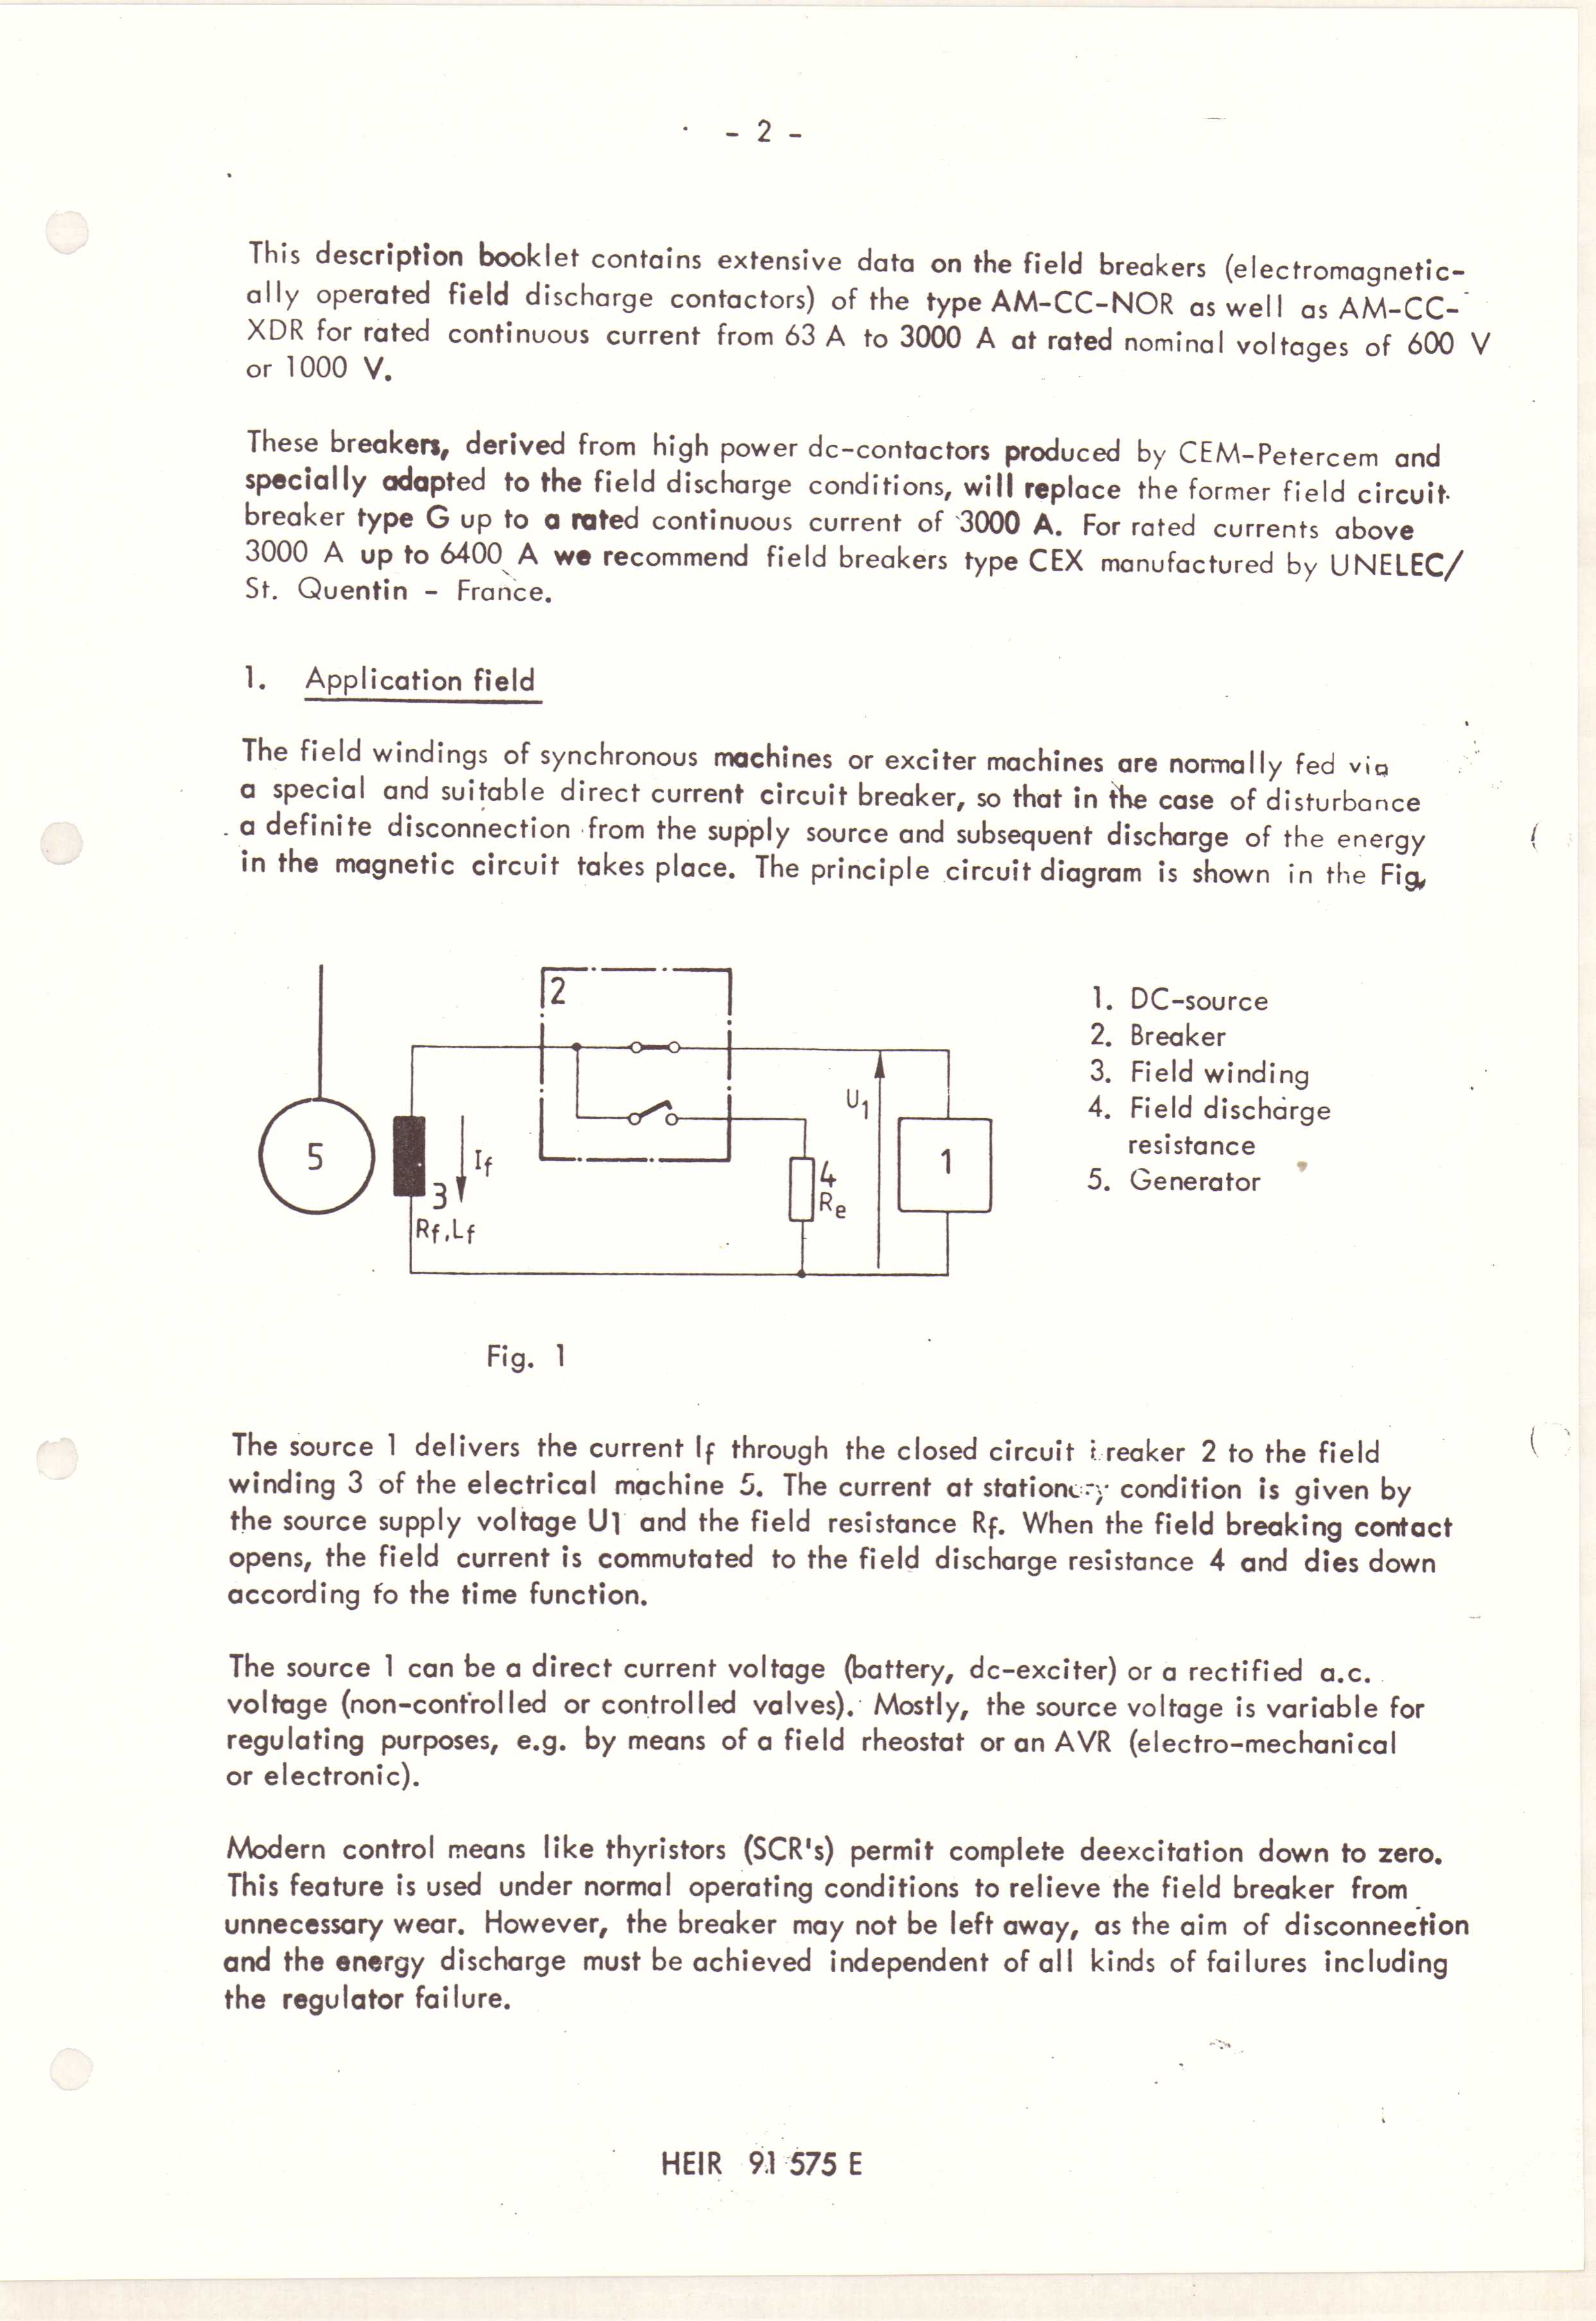 - 2 -
This description booklet contains extensive data on the field breakers (electromagnetic-
ally operated field discharge contactors) of the type AM-CC-NOR as well as AM-CC-
XDR for rated continuous current from 63 A to 3000 A at rated nominal voltages of 600 V
or 1000 V.
These breakers, derived from high power dc-contactors produced by CEM-Petercem and
specially adapted to the field discharge conditions, will replace the former field circuit
breaker type G up to a rated continuous current of 3000 A. For rated currents above
3000 A up to 6400 A we recommend field breakers type CEX manufactured by UNELEC/
St. Quentin - France.
1. Application field
The field windings of synchronous machines or exciter machines are normally fed via
a special and suitable direct current circuit breaker, so that in the case of disturbance
a definite disconnection from the supply source and subsequent discharge of the energy
in the magnetic circuit takes place. The principle circuit diagram is shown in the Fig.
2
U1
5
If
3
Rf,Lf
4
Re
1
1. DC-source
2. Breaker
3. Field winding
4. Field discharge
resistance
5. Generator
Fig. 1
The source 1 delivers the current If through the closed circuit reaker 2 to the field
winding 3 of the electrical machine 5. The current at stationary condition is given by
the source supply voltage U1 and the field resistance Rf. When the field breaking contact
opens, the field current is commutated to the field discharge resistance 4 and dies down
according to the time function.
The source 1 can be a direct current voltage (battery, dc-exciter) or a rectified a.c.
voltage (non-controlled or controlled valves). Mostly, the source voltage is variable for
regulating purposes, e.g. by means of a field rheostat or an AVR (electro-mechanical
or electronic).
Modern control means like thyristors (SCR's) permit complete deexcitation down to zero.
This feature is used under normal operating conditions to relieve the field breaker from
unnecessary wear. However, the breaker may not be left away, as the aim of disconnection
and the energy discharge must be achieved independent of all kinds of failures including
the regulator failure.
HEIR 91 575 E